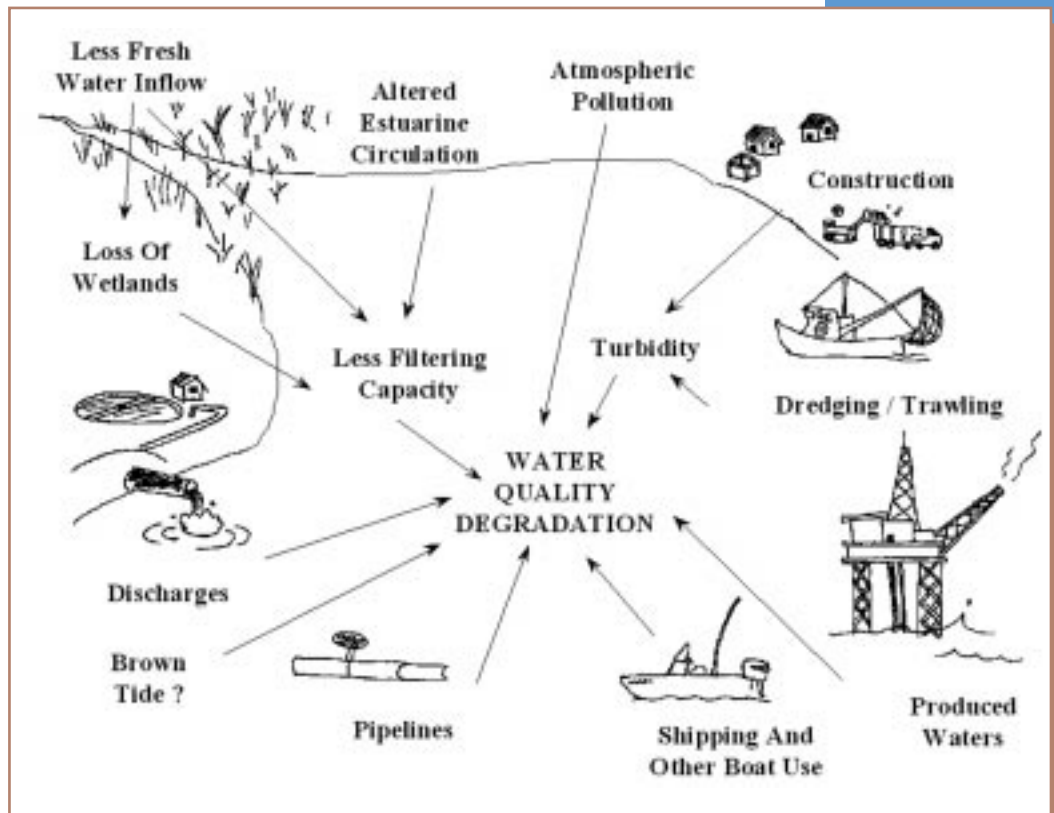 Less Fresh
Water Inflow
Altered
Estuarine
Circulation
Atmospheric
Pollution
Construction
Loss Of
Wetlands
Less Filtering
Capacity
Turbidity
Dredging / Trawling
WATER
QUALITY
DEGRADATION
Discharges
Brown
Tide ?
Pipelines
Shipping And
Other Boat Use
Produced
Waters